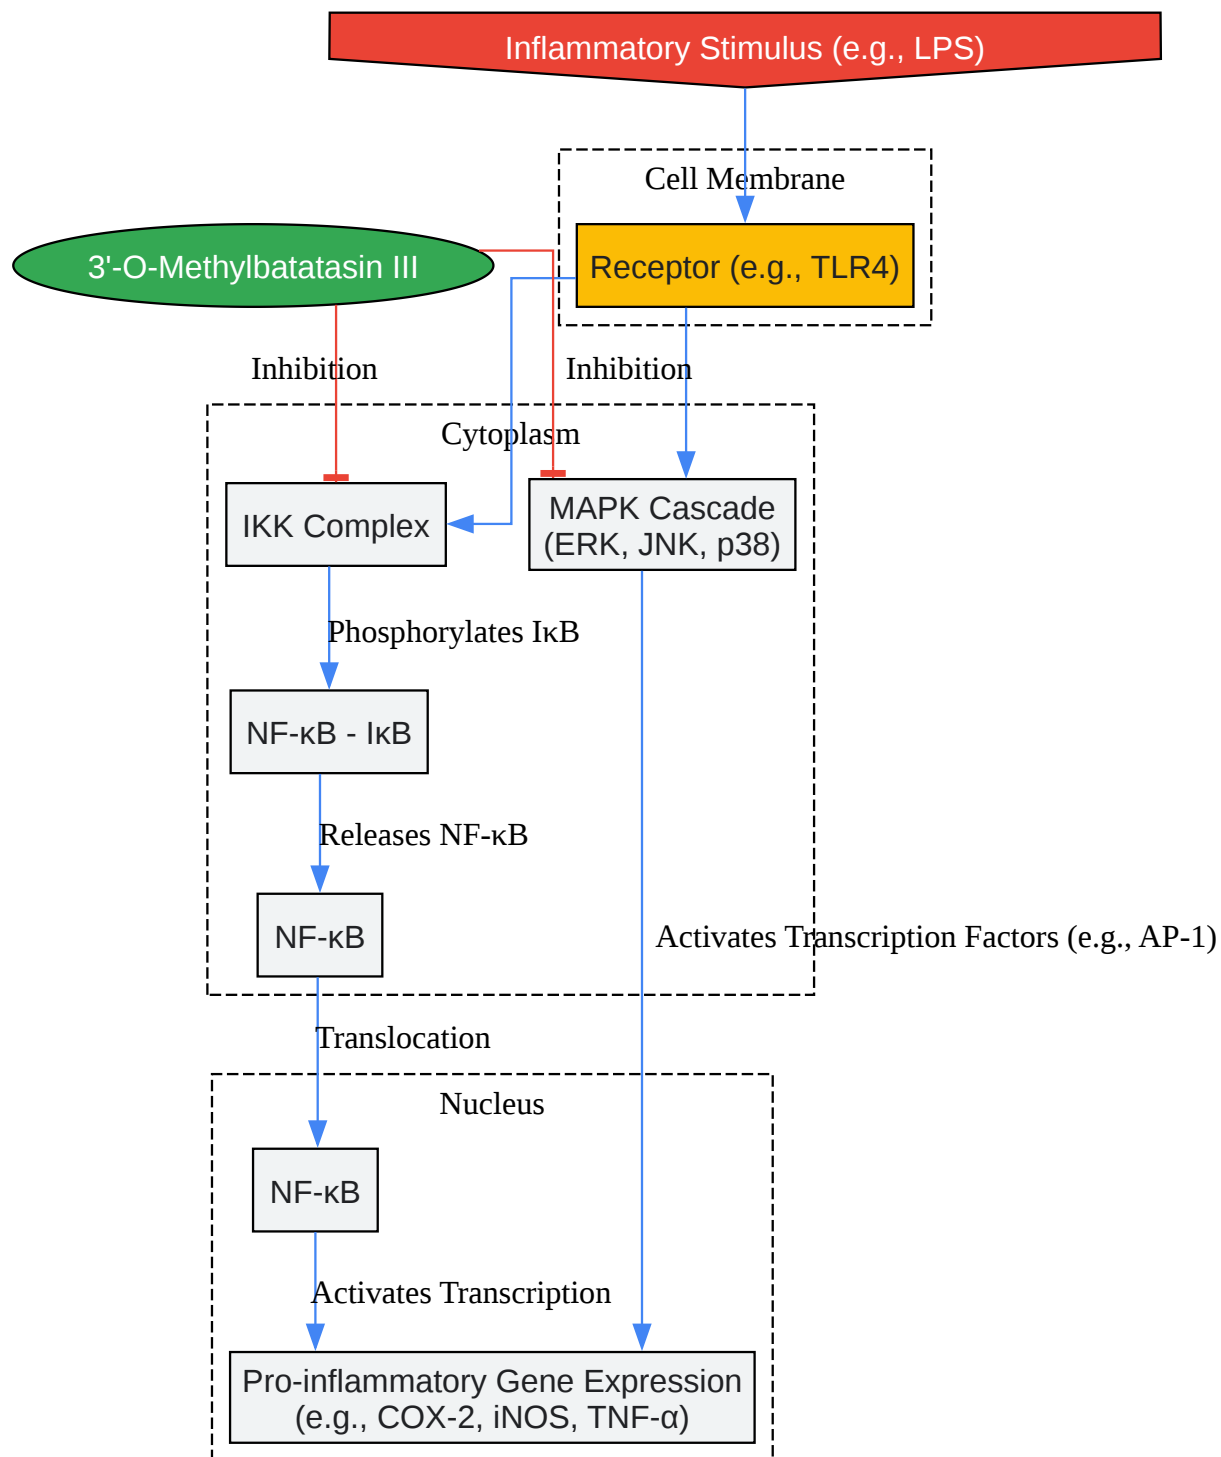 Inflammatory Stimulus (e.g., LPS)
Cell Membrane
3'-O-Methylbatatasin III
Receptor (e.g., TLR4)
Inhibition
Inhibition
Cytoplasm
IKK Complex
MAPK Cascade
(ERK, JNK, p38)
Phosphorylates IκB
NF-κB - IκB
Releases NF-κB
NF-κB
Activates Transcription Factors (e.g., AP-1)
Translocation
Nucleus
NF-κB
Activates Transcription
Pro-inflammatory Gene Expression
(e.g., COX-2, iNOS, TNF-α)